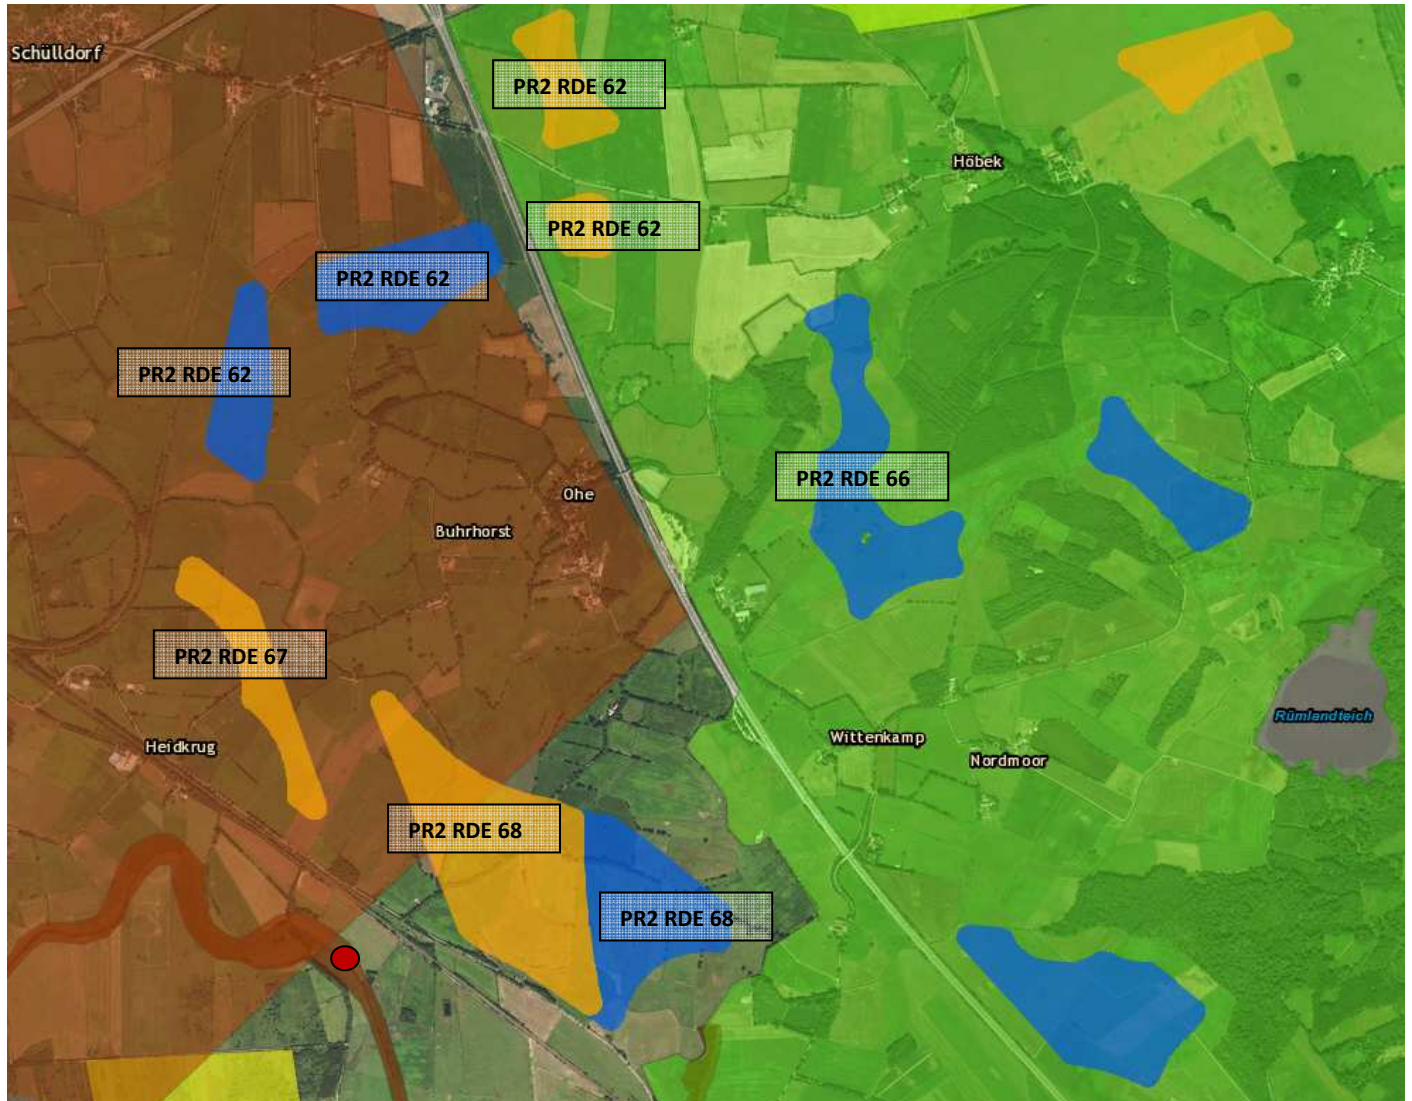 Schülldorf
PR2 RDE 62
Höbek
PR2 RDE 62
PR2 RDE 62
PR2 RDE 62
PR2 RDE 66
Ohe
Buhrhorst
PR2 RDE 67
Rümlandteich
Wittenkamp
Heidkrug
Nordmoor
PR2 RDE 68
PR2 RDE 68